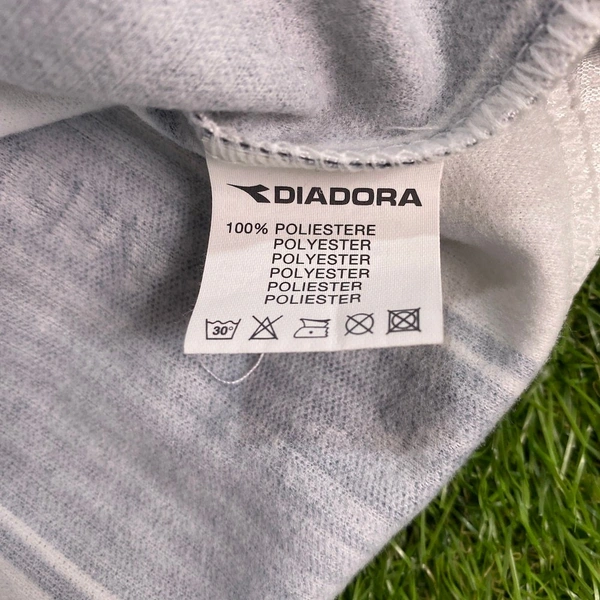 DIADORA
100% POLIESTERE
POLYESTER
POLYESTER
POLYESTER
POLIESTER
POLIESTER
30°